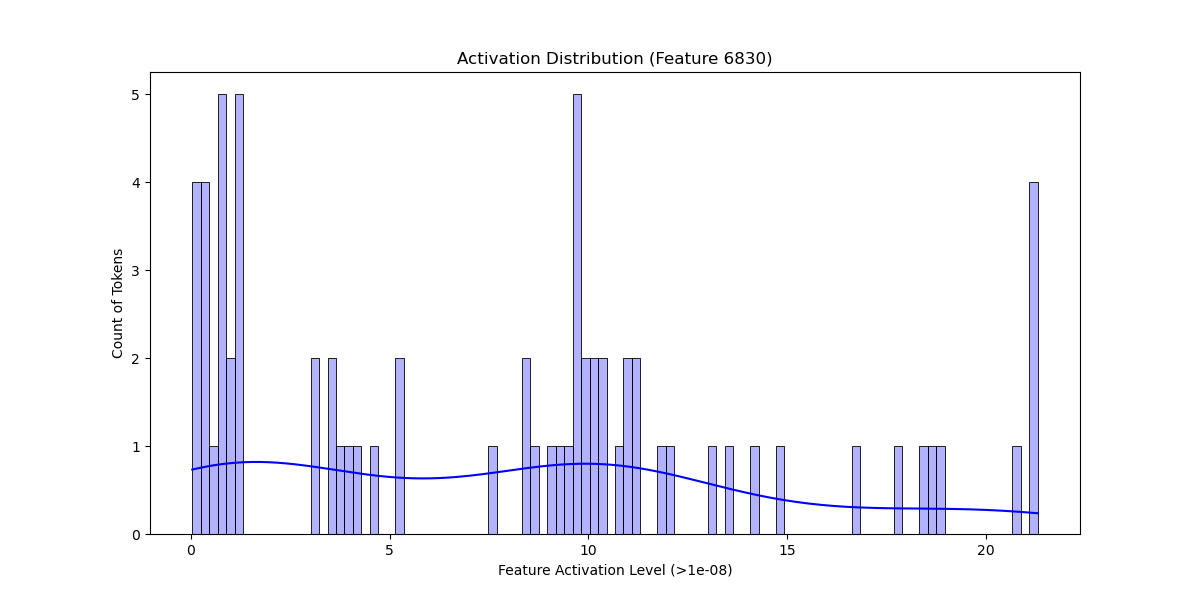 Activation Distribution (Feature 6830)
Count of Tokens
5
4
3
2
1
0
0 5 10 15 20
Feature Activation Level (>1e-08)